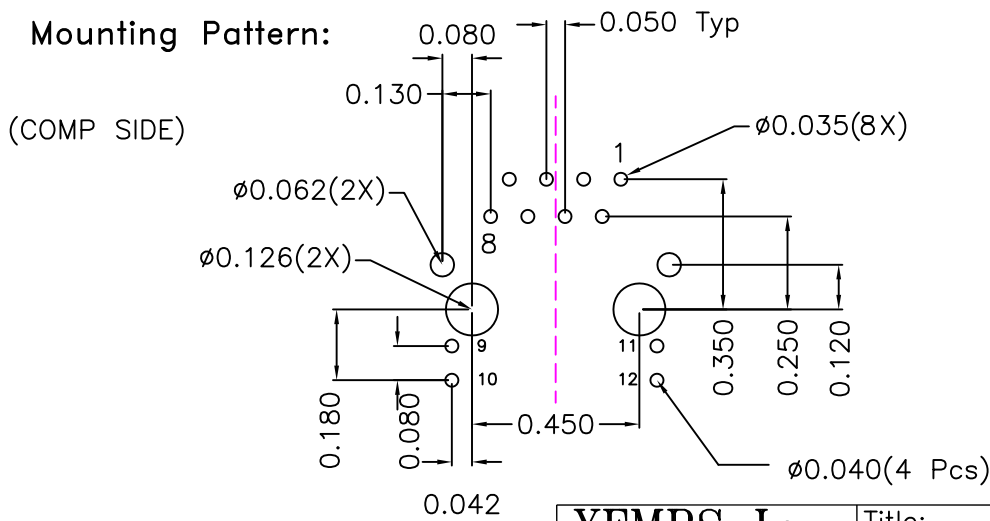 Mounting Pattern:
(COMP SIDE)
0.080
0.050 Typ
0.130
ø0.035(8X)
1
ø0.062(2X)
8
ø0.126(2X)
9
11
10
12
0.350
0.250
0.120
0.180
0.080
0.450
ø0.040(4 Pcs)
0.042
Title: